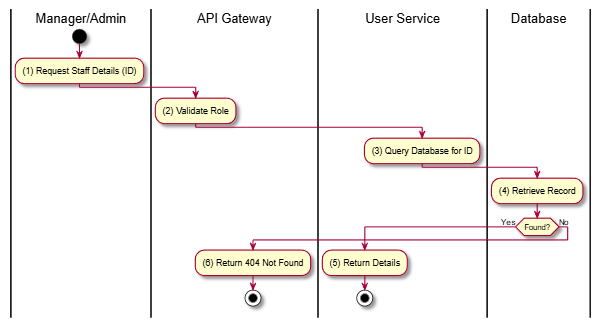 Manager/Admin
API Gateway
User Service
Database
(1) Request Staff Details (ID)
(2) Validate Role
(3) Query Database for ID
(4) Retrieve Record
Yes
Found?
No
(6) Return 404 Not Found
(5) Return Details